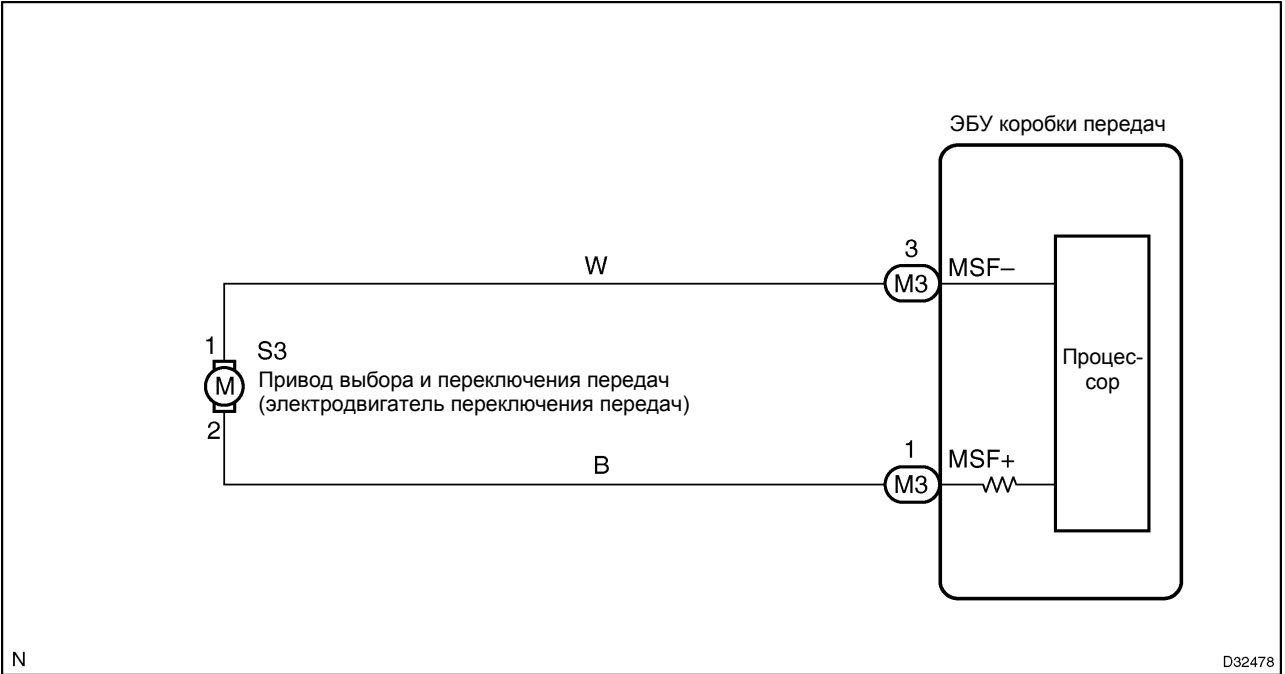 ЭБУ коробки передач
3
W
M3
MSF–
1
S3
M
Привод выбора и переключения передач
(электродвигатель переключения передач)
2
Процес-
сор
1
B
M3
MSF+
N
D32478